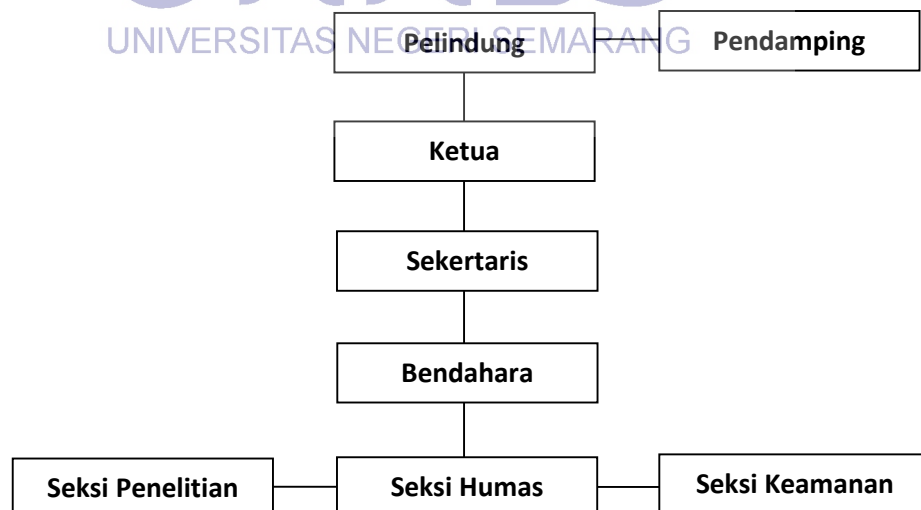 UNIVERSITAS NEGERI SEMARANG
Pelindung
Pendamping
Ketua
Sekertaris
Bendahara
Seksi Penelitian
Seksi Humas
Seksi Keamanan